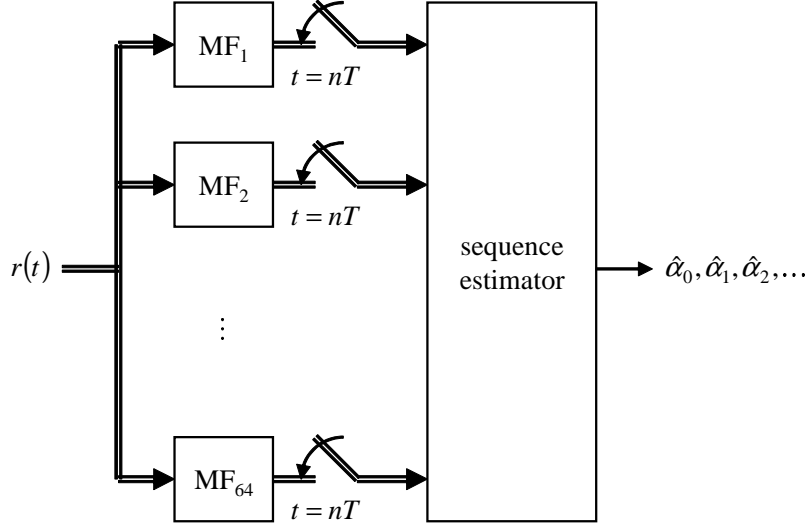 MF₁
t = nT
MF₂
t = nT
r(t)
sequence
estimator
α̂₀, α̂₁, α̂₂, …
⋮
MF₆₄
t = nT